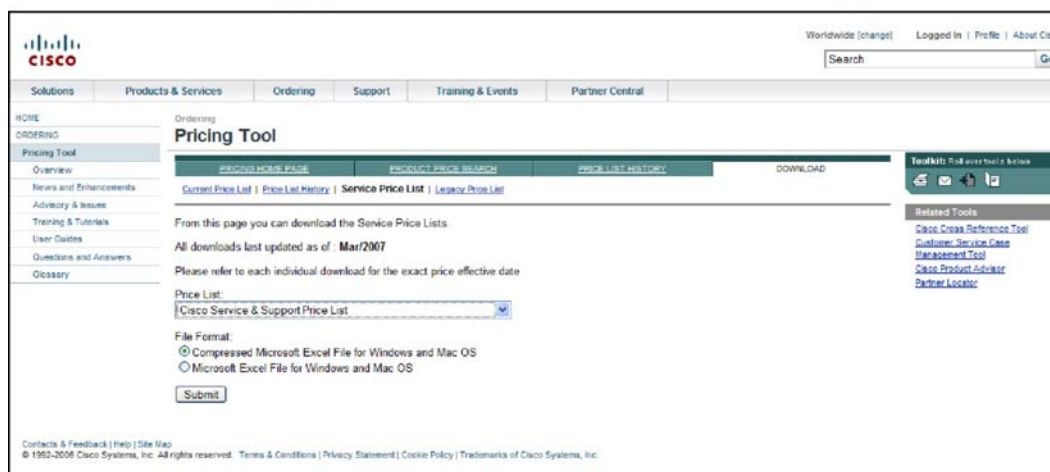 Worldwide [change] Logged In | Profile | About
CISCO
Search
Solutions Products & Services Ordering Support Training & Events Partner Central
HOME
ORDERING
Pricing Tool
Overview
News and Enhancements
Advisory & Issues
Training & Tutorials
User Guides
Questions and Answers
Glossary
Ordering
Pricing Tool
PRICING HOME PAGE PRODUCT PRICE SEARCH PRICE LIST HISTORY DOWNLOAD
Current Price List | Price List History | Service Price List | Legacy Price List
From this page you can download the Service Price Lists.
All downloads last updated as of : Mar/2007
Please refer to each individual download for the exact price effective date
Price List:
Cisco Service & Support Price List
File Format:
Compressed Microsoft Excel File for Windows and Mac OS
Microsoft Excel File for Windows and Mac OS
Submit
Toolkit: Roll over tools below
Related Tools
Cisco Cross Reference Tool
Customer Service Case
Management Tool
Cisco Product Advisor
Partner Locator
Contacts & Feedback | Help | Site Map
© 1992-2006 Cisco Systems, Inc. All rights reserved. Terms & Conditions | Privacy Statement | Cookie Policy | Trademarks of Cisco Systems, Inc.